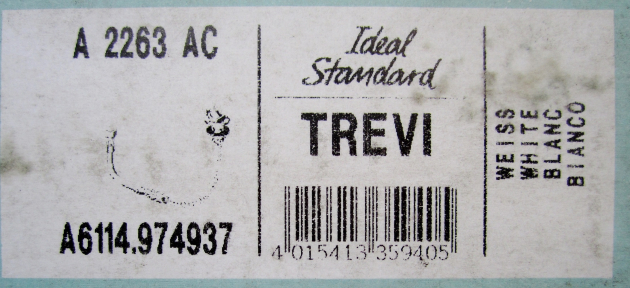 A 2263 AC
A6114.974937
Ideal
Standard
TREVI
4 015413 359405
WEISS
WHITE
BLANC
BIANCO